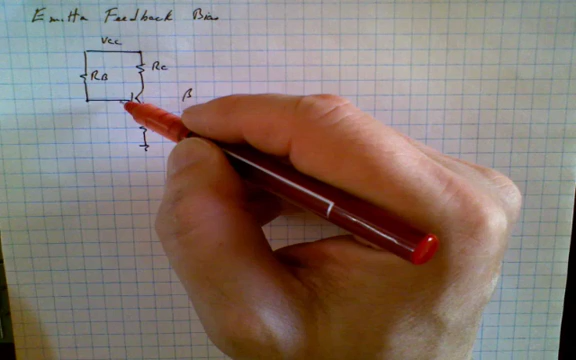 Emitter Feedback Bias
Vcc
Rc
RB
β